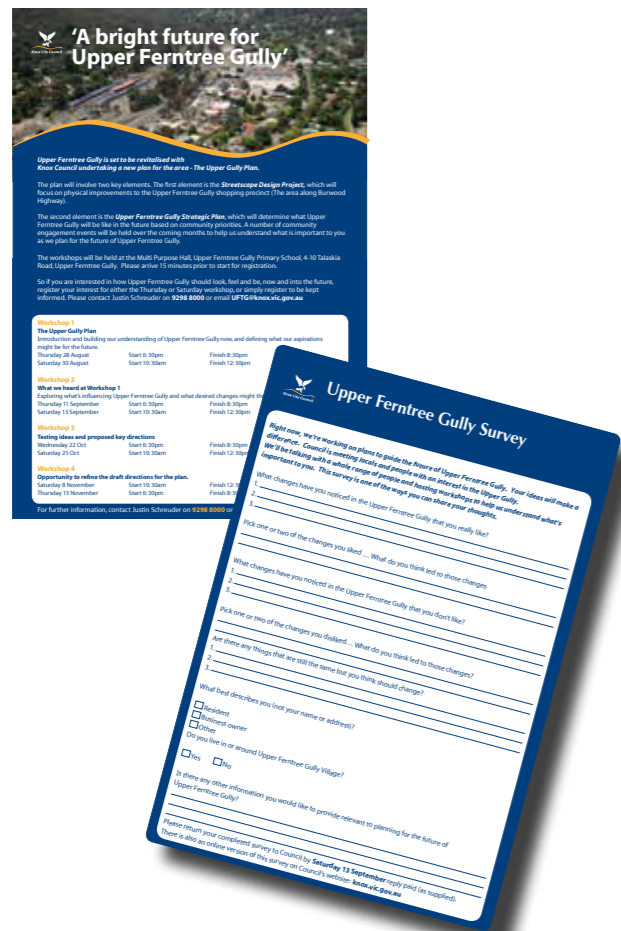 Knox City Council
‘A bright future for
Upper Ferntree Gully’
Upper Ferntree Gully is set to be revitalised with
Knox Council undertaking a new plan for the area - The Upper Gully Plan.
The plan will involve two key elements. The first element is the Streetscape Design Project, which will
focus on physical improvements to the Upper Ferntree Gully shopping precinct (The area along Burwood
Highway).
The second element is the Upper Ferntree Gully Strategic Plan, which will determine what Upper
Ferntree Gully will be like in the future based on community priorities. A number of community
engagement events will be held over the coming months to help us understand what is important to you
as we plan for the future of Upper Ferntree Gully.
The workshops will be held at the Multi Purpose Hall, Upper Ferntree Gully Primary School, 4-10 Talaskia
Road, Upper Ferntree Gully. Please arrive 15 minutes prior to start for registration.
So if you are interested in how Upper Ferntree Gully should look, feel and be, now and into the future,
register your interest for either the Thursday or Saturday workshop, or simply register to be kept
informed. Please contact Justin Schreuder on 9298 8000 or email UFTG@knox.vic.gov.au
Workshop 1
The Upper Gully Plan
Introduction and building our understanding of Upper Ferntree Gully now, and defining what our aspirations
might be for the future.
Thursday 28 August Start 6:30pm Finish 8:30pm
Saturday 30 August Start 10:30am Finish 12:30pm
Workshop 2
What we heard at Workshop 1
Exploring what's influencing Upper Ferntree Gully and what desired changes might th
Thursday 11 September Start 6:30pm Finish 8:30pm
Saturday 13 September Start 10:30am Finish 12:30pm
Workshop 3
Testing ideas and proposed key directions
Wednesday 22 Oct Start 6:30pm Finish 8:30pm
Saturday 25 Oct Start 10:30am Finish 12:30p
Workshop 4
Opportunity to refine the draft directions for the plan.
Saturday 8 November Start 10:30am Finish 12:3
Thursday 13 November Start 6:30pm Finish 8:3
For further information, contact Justin Schreuder on 9298 8000 or
Knox City Council
Upper Ferntree Gully Survey
Right now, we're working on plans to guide the future of Upper Ferntree Gully. Your ideas will make a
difference. Council is meeting locals and people with an interest in the Upper Gully.
We'll be talking with a whole range of people and hosting workshops to help us understand what's
important to you. This survey is one of the ways you can share your thoughts.
What changes have you noticed in the Upper Ferntree Gully that you really like?
1.
2.
3.
Pick one or two of the changes you liked … What do you think led to those changes
What changes have you noticed in the Upper Ferntree Gully that you don't like?
1.
2.
3.
Pick one or two of the changes you disliked… What do you think led to those changes?
Are there any things that are still the same but you think should change?
1.
2.
3.
What best describes you (not your name or address)?
Resident
Business owner
Other
Do you live in or around Upper Ferntree Gully Village?
Yes No
Is there any other information you would like to provide relevant to planning for the future of
Upper Ferntree Gully?
Please return your completed survey to Council by Saturday 13 September reply paid (as supplied).
There is also an online version of this survey on Council's website: knox.vic.gov.au